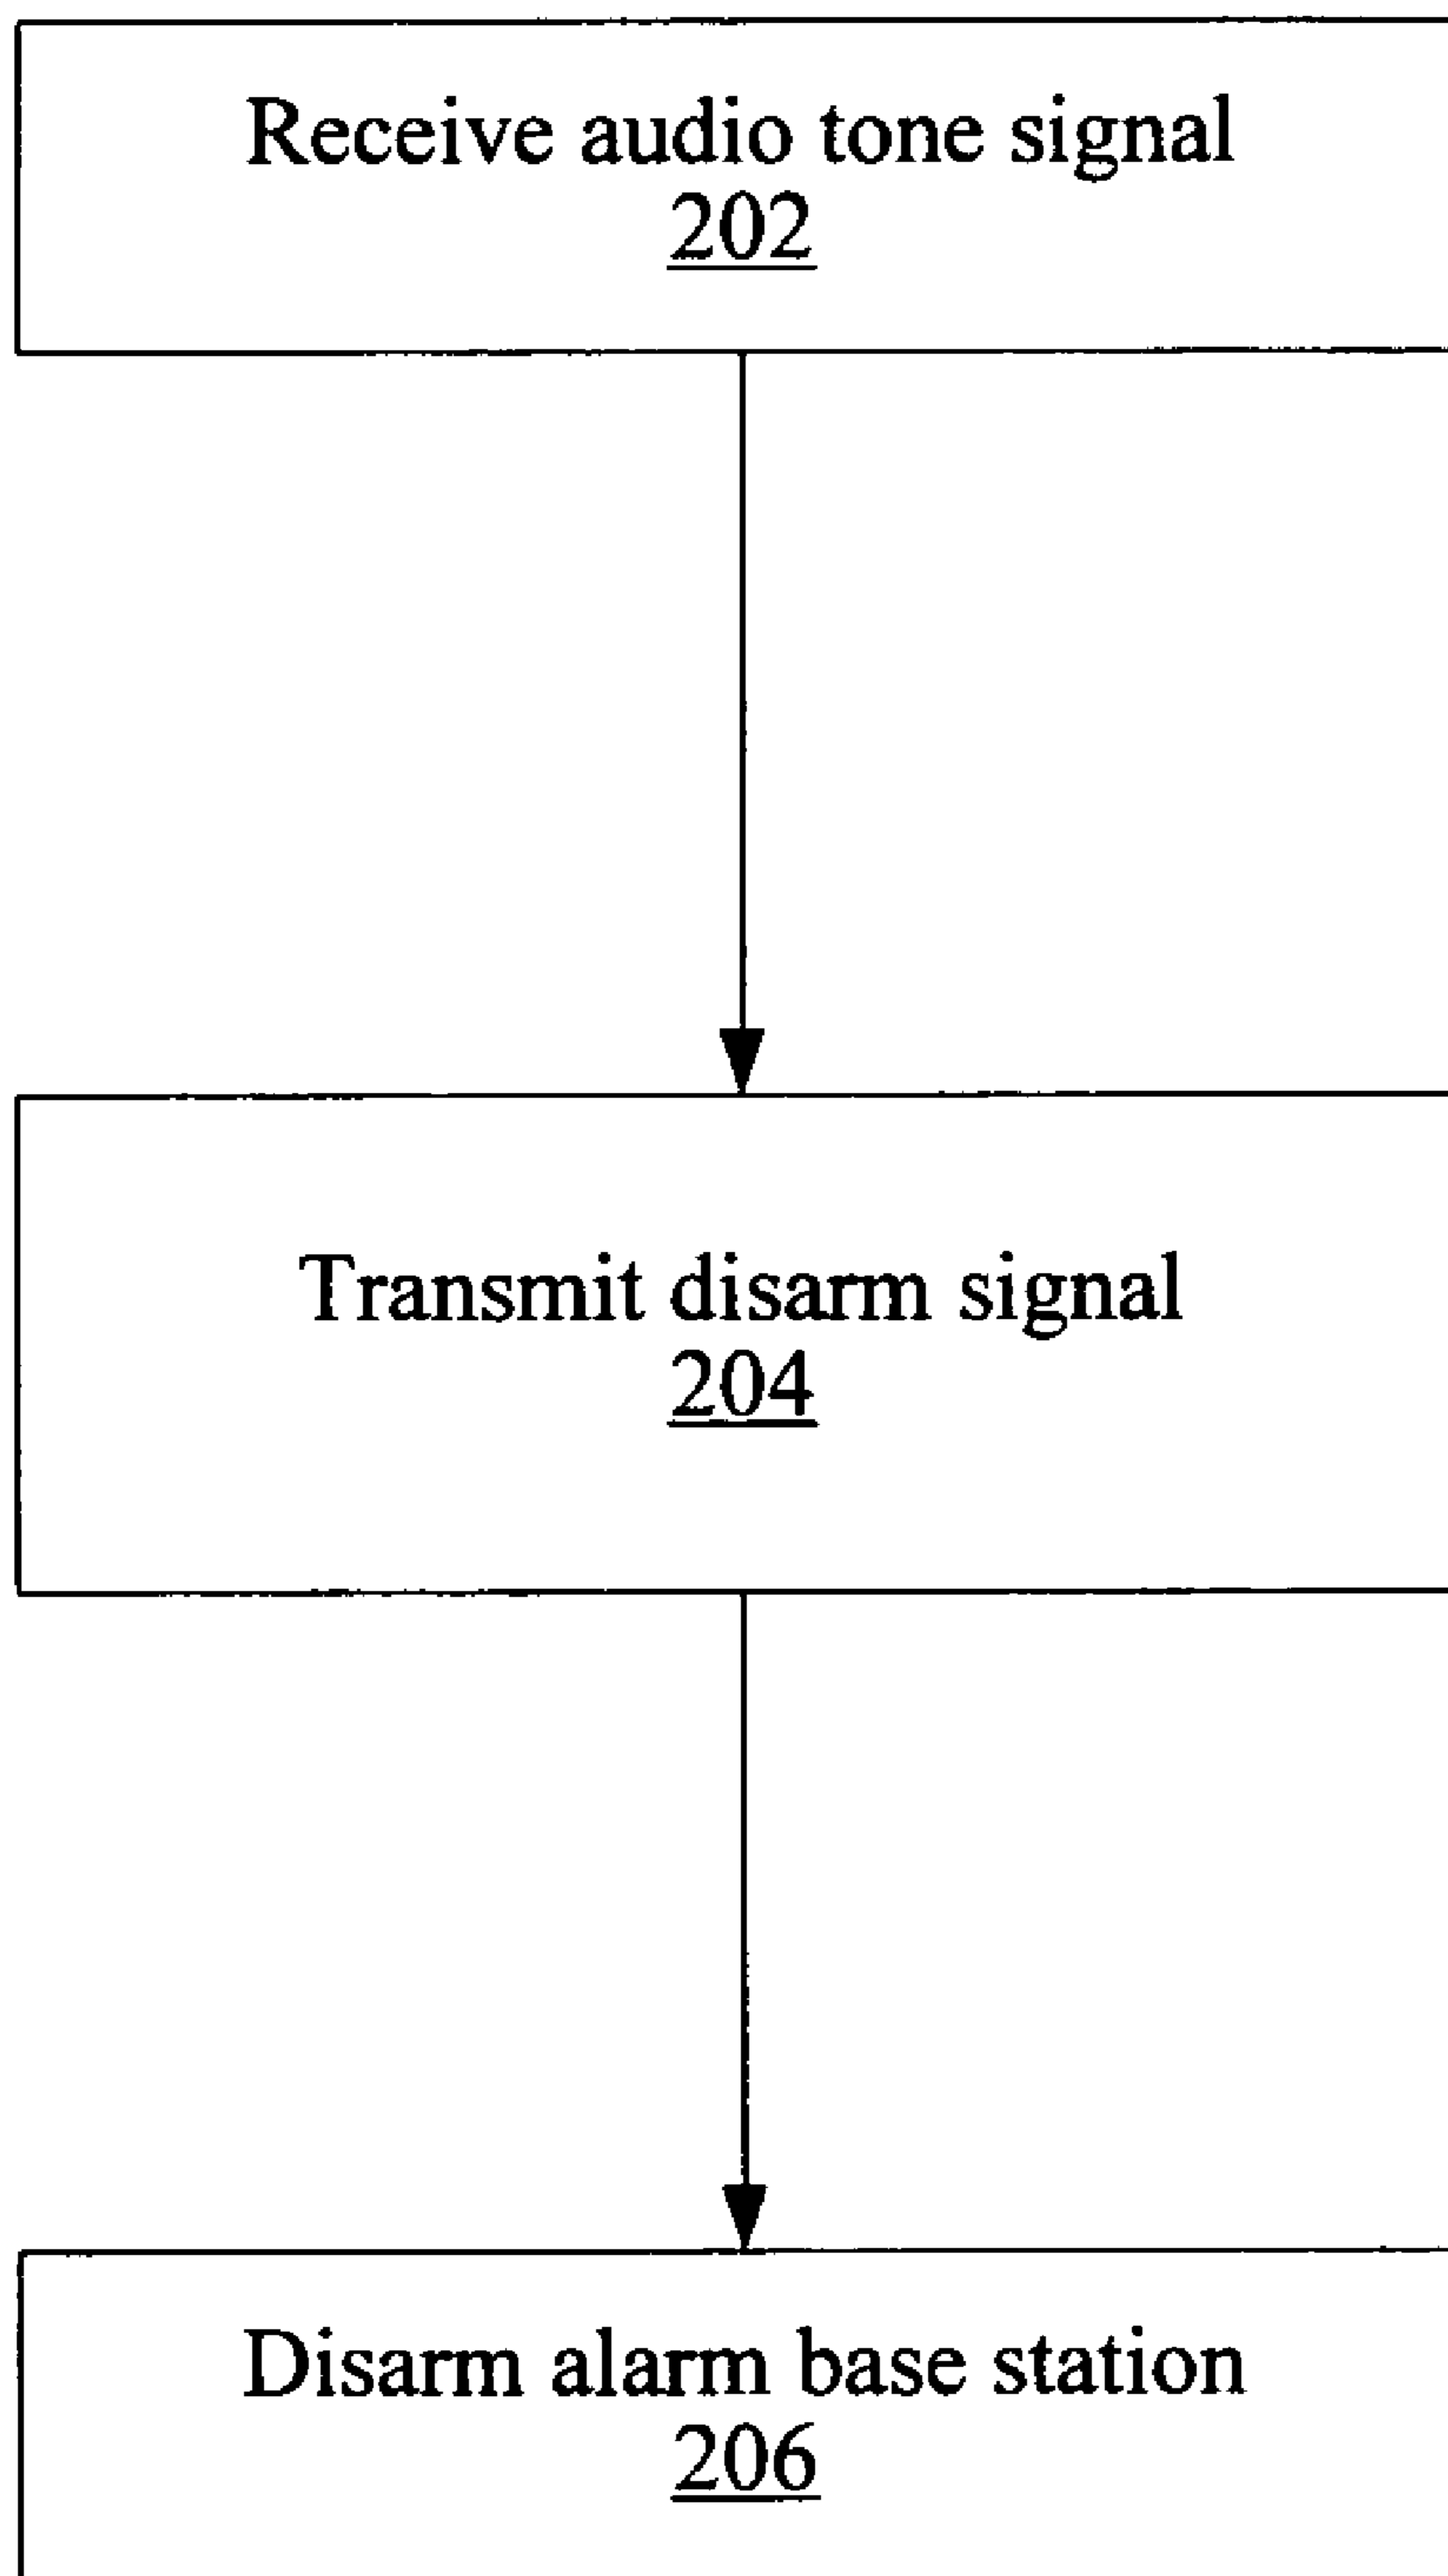 Receive audio tone signal
202
Transmit disarm signal
204
Disarm alarm base station
206